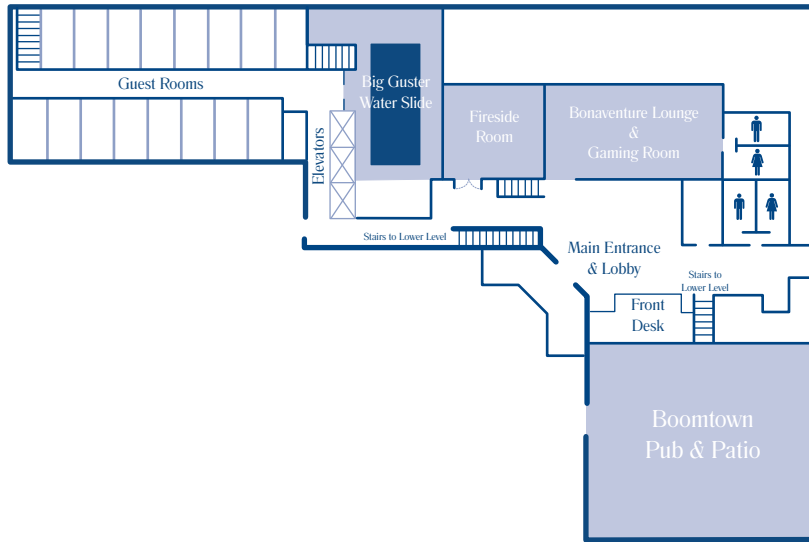 Guest Rooms
Big Guster
Water Slide
Elevators
Fireside
Room
Bonaventure Lounge
&
Gaming Room
Stairs to Lower Level
Main Entrance
& Lobby
Stairs to
Lower Level
Front
Desk
Boomtown
Pub & Patio